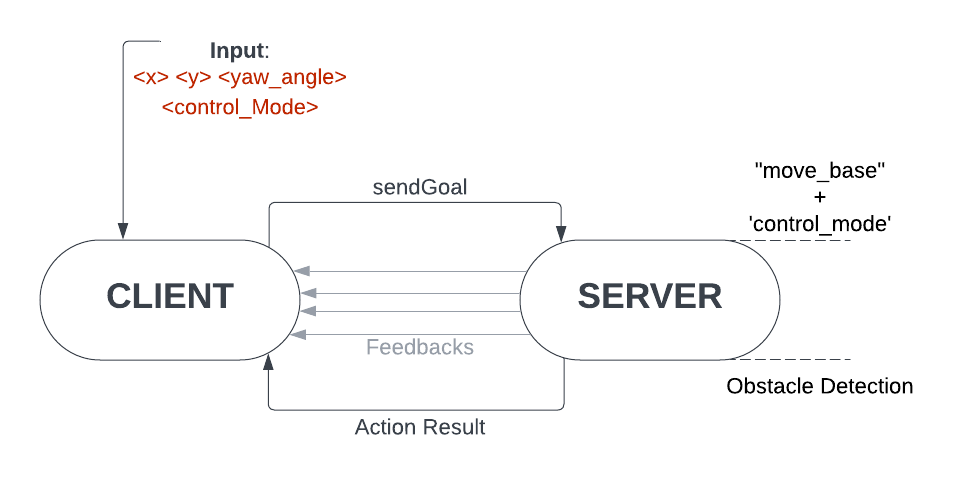 Input:
<x> <y> <yaw_angle>
<control_Mode>
sendGoal
"move_base"
+
'control_mode'
CLIENT
SERVER
Feedbacks
Obstacle Detection
Action Result